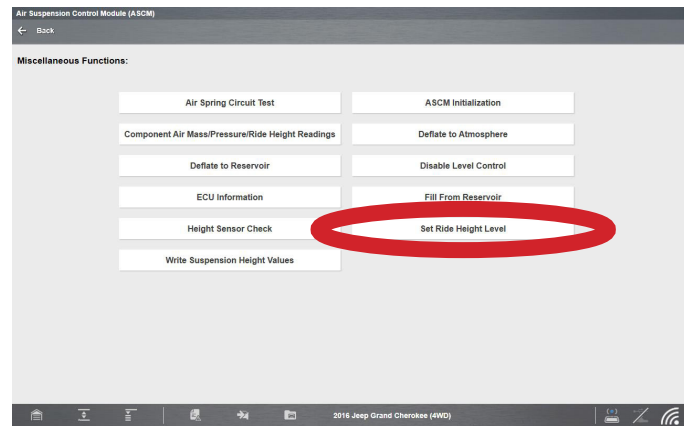 Air Suspension Control Module (ASCM)
Back
Miscellaneous Functions:
Air Spring Circuit Test
ASCM Initialization
Component Air Mass/Pressure/Ride Height Readings
Deflate to Atmosphere
Deflate to Reservoir
Disable Level Control
ECU Information
Fill From Reservoir
Height Sensor Check
Set Ride Height Level
Write Suspension Height Values
2016 Jeep Grand Cherokee (4WD)